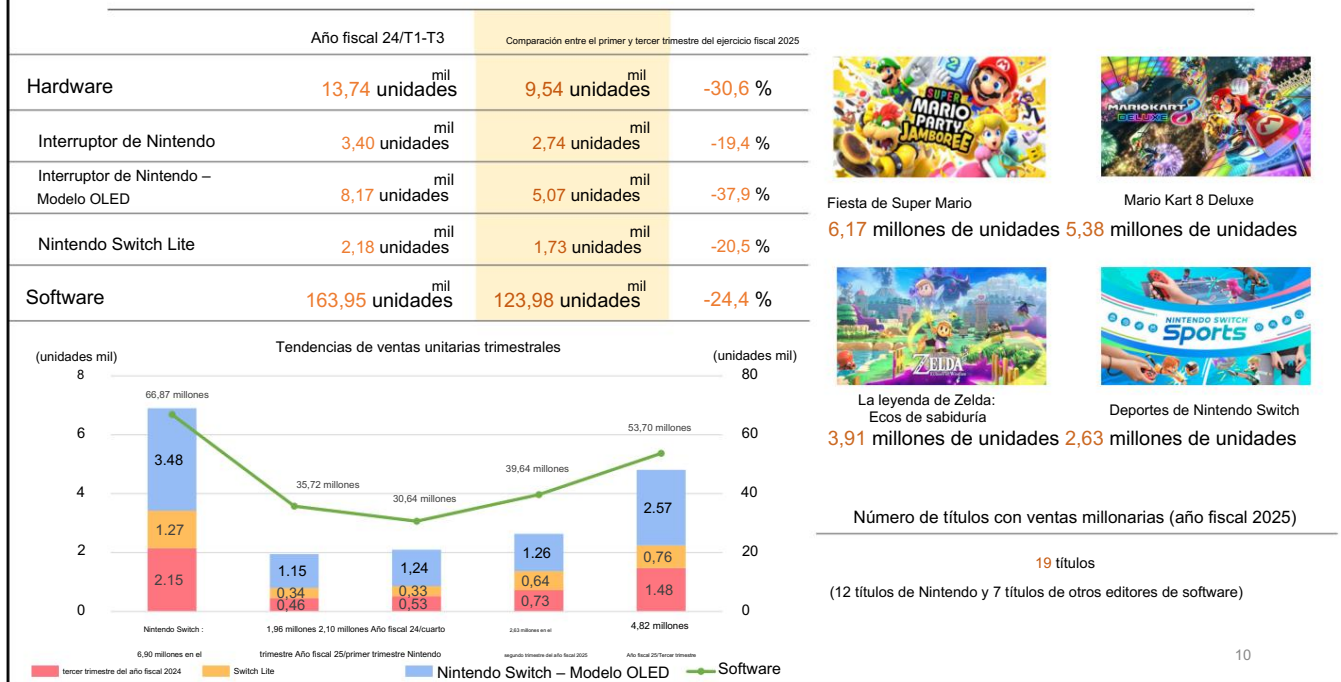 Año fiscal 24/T1-T3
Comparación entre el primer y tercer trimestre del ejercicio fiscal 2025
Hardware
mil
13,74 unidades
mil
9,54 unidades
-30,6 %
Interruptor de Nintendo
mil
3,40 unidades
mil
2,74 unidades
-19,4 %
Interruptor de Nintendo –
Modelo OLED
mil
8,17 unidades
mil
5,07 unidades
-37,9 %
Nintendo Switch Lite
mil
2,18 unidades
mil
1,73 unidades
-20,5 %
Software
mil
163,95 unidades
mil
123,98 unidades
-24,4 %
SUPER
MARIO
PARTY
JAMBOREE
MARIOKART 8
DELUXE
Fiesta de Super Mario
Mario Kart 8 Deluxe
6,17 millones de unidades
5,38 millones de unidades
ZELDA
NINTENDO SWITCH
Sports
La leyenda de Zelda:
Ecos de sabiduría
Deportes de Nintendo Switch
3,91 millones de unidades
2,63 millones de unidades
Número de títulos con ventas millonarias (año fiscal 2025)
19 títulos
(12 títulos de Nintendo y 7 títulos de otros editores de software)
Tendencias de ventas unitarias trimestrales
(unidades mil)
(unidades mil)
8
80
66,87 millones
6
60
53,70 millones
3.48
39,64 millones
35,72 millones
30,64 millones
4
40
2.57
1.27
2
20
1.15
1,24
1.26
0,76
2.15
0,34
0,33
0,64
1.48
0,46
0,53
0,73
0
0
Nintendo Switch :
1,96 millones 2,10 millones Año fiscal 24/cuarto
2,63 millones en el
4,82 millones
6,90 millones en el
trimestre Año fiscal 25/primer trimestre Nintendo
segundo trimestre del año fiscal 2025
Año fiscal 25/Tercer trimestre
tercer trimestre del año fiscal 2024
Switch Lite
Nintendo Switch – Modelo OLED
Software
10